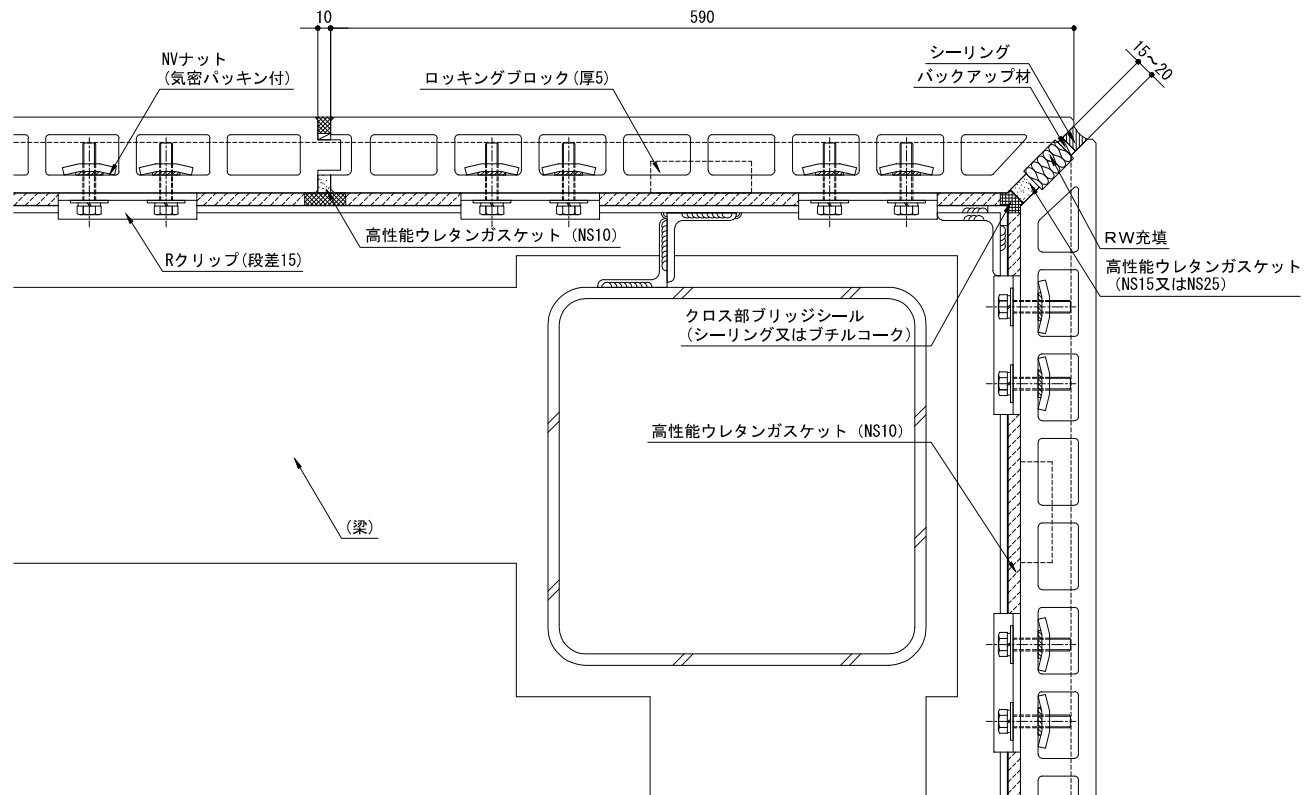 10
590
NVナット
(気密パッキン付)
ロッキングブロック(厚5)
シーリング
バックアップ材
15~20
高性能ウレタンガスケット (NS10)
Rクリップ(段差15)
RW充填
高性能ウレタンガスケット
(NS15又はNS25)
クロス部ブリッジシール
(シーリング又はブチルコーク)
高性能ウレタンガスケット (NS10)
(梁)